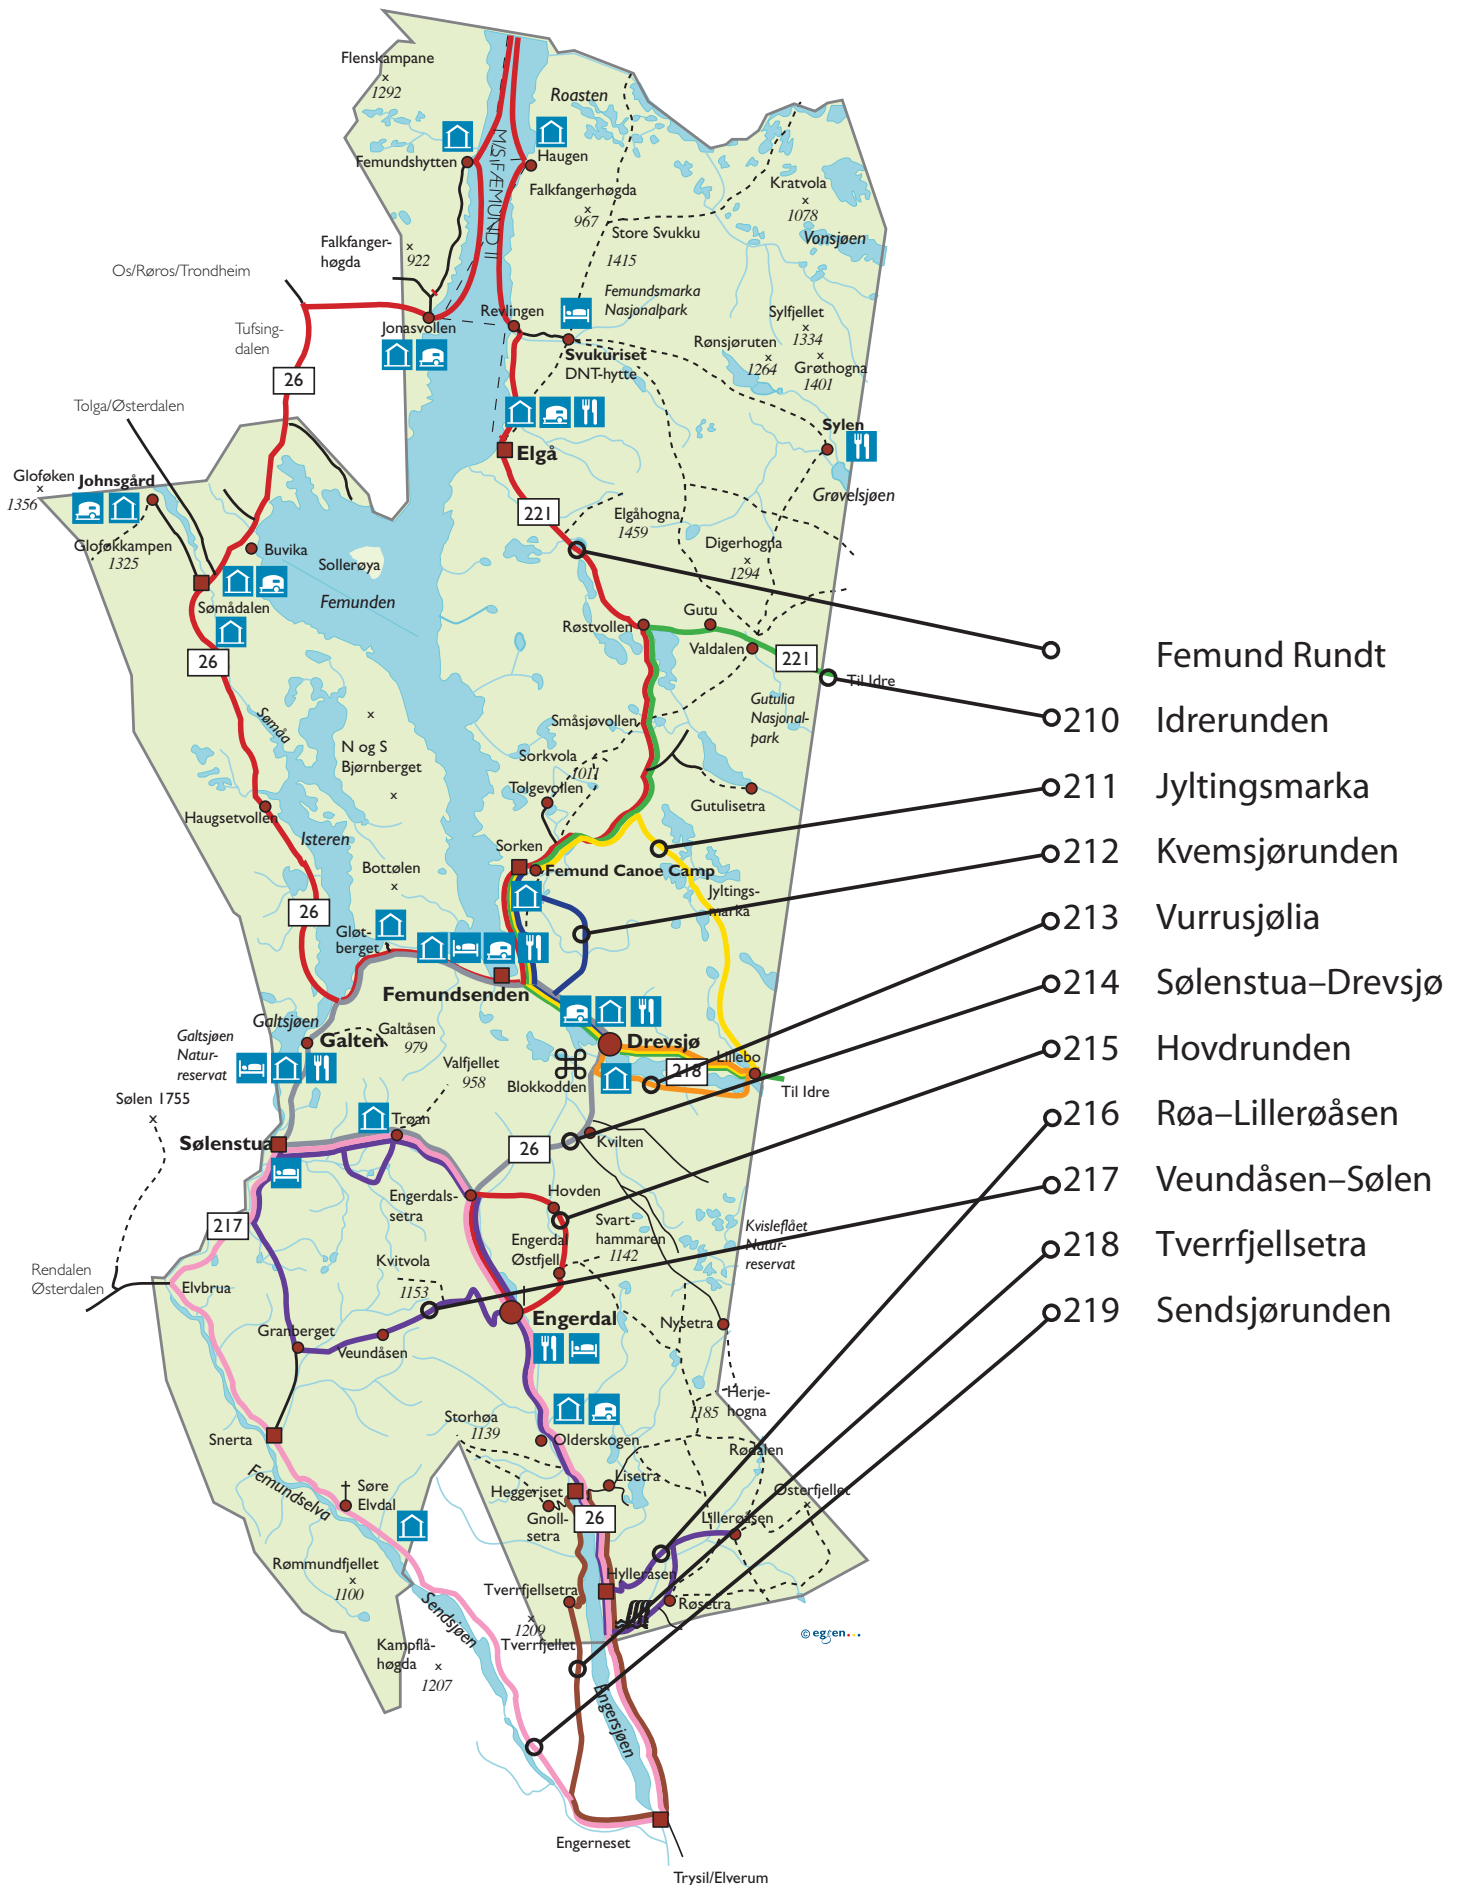 Flenskampane
1292
Roasten
Femundshytten
Haugen
M/S FÆMUND II
Falkfangerhøgda
967
Kratvola
1078
Vonsjøen
Store Svukku
1415
Falkfanger-
høgda
922
Os/Røros/Trondheim
Femundsmarka
Nasjonalpark
Revlingen
Jonasvollen
Tufsing-
dalen
Svukuriset
DNT-hytte
Sylfjellet
1334
Rønsjøruten
1264
Grøthogna
1401
26
Tolga/Østerdalen
Sylen
Elgå
Gloføken
1356
Johnsgård
Grøvelsjøen
221
Elgåhogna
1459
Gloføkkampen
1325
Buvika
Sollerøya
Digerhogna
1294
Femunden
Sømådalen
Gutu
Røstvollen
Valdalen
221
Til Idre
26
Gutulia
Nasjonal-
park
Sømåa
Småsjøvollen
N og S
Bjørnberget
Sorkvola
1011
Tolgevollen
Gutulisetra
Haugsetvollen
Isteren
Sorken
Bottølen
Femund Canoe Camp
Jyltings-
marka
26
Gløt-
berget
Femundsenden
Galtsjøen
Galten
Galtåsen
979
Galtsjøen
Natur-
reservat
Drevsjø
Lillebo
218
Valfjellet
958
Blokkodden
Til Idre
Sølen 1755
Trøan
Sølenstua
26
Kvilten
Engerdals-
setra
Hovden
217
Svart-
hammaren
1142
Engerdal
Østfjell
Kvisleflået
Natur-
reservat
Kvitvola
1153
Rendalen
Østerdalen
Elvbrua
Engerdal
Granberget
Veundåsen
Nysetra
Herje-
hogna
1185
Storhøa
1139
Olderskogen
Snerta
Rødalen
Femundselva
Søre
Elvdal
Lisetra
Heggeriset
Østerfjellet
Gnoll-
setra
26
Lillerøåsen
Rømmundfjellet
1100
Hylleråsen
Tverrfjellsetra
Røsetra
Sendsjøen
1209
Tverrfjellet
Kampflå-
høgda
1207
Engersjøen
Engerneset
Trysil/Elverum
© eggen...
Femund Rundt
210 Idrerunden
211 Jyltingsmarka
212 Kvemsjørunden
213 Vurrusjølia
214 Sølenstua–Drevsjø
215 Hovdrunden
216 Røa–Lillerøåsen
217 Veundåsen–Sølen
218 Tverrfjellsetra
219 Sendsjørunden